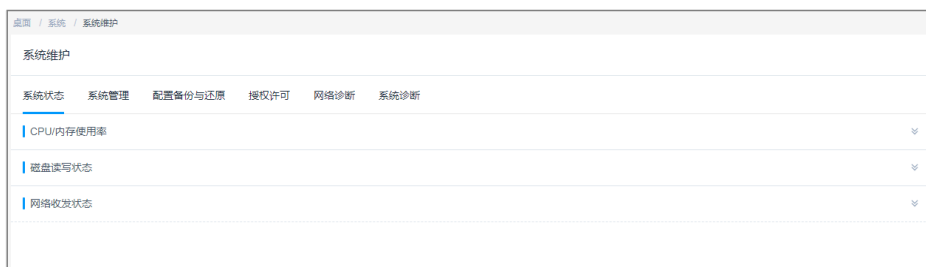 桌面 / 系统 / 系统维护
系统维护
系统状态 系统管理 配置备份与还原 授权许可 网络诊断 系统诊断
CPU/内存使用率
磁盘读写状态
网络收发状态